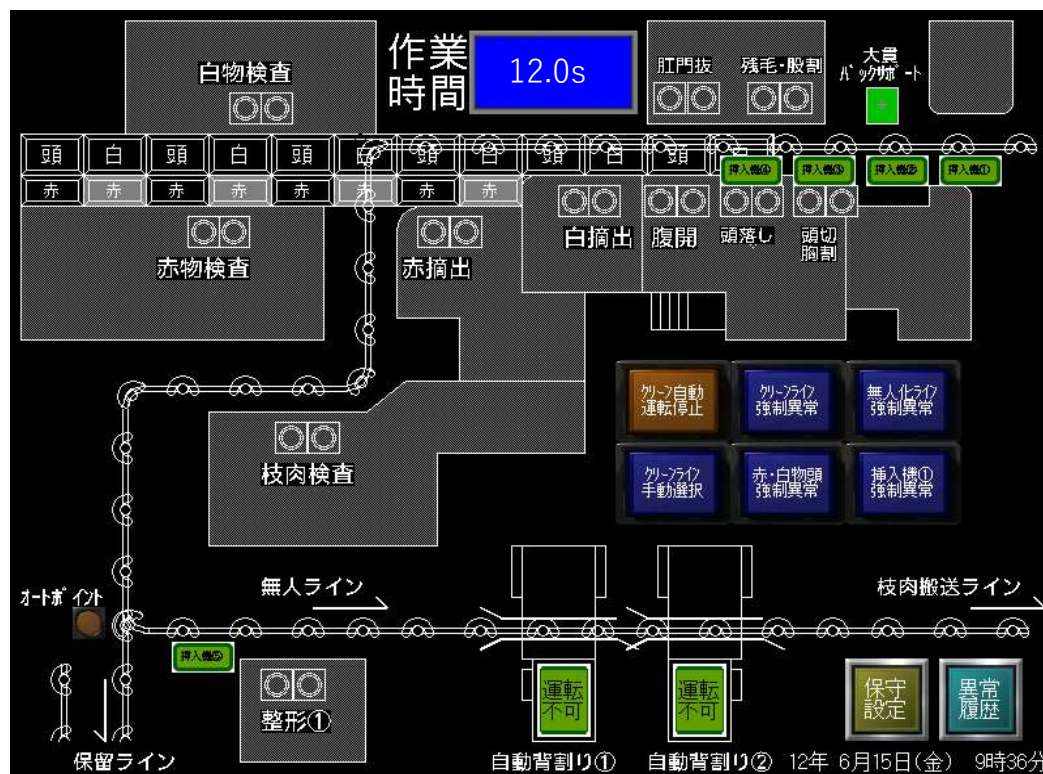 作業
時間
12.0s
白物検査
肛門抜
残毛・股割
大貫
バックサポート
頭 白 頭 白 頭 白 頭 白 頭 白 頭 白
挿入機④ 挿入機③ 挿入機② 挿入機①
赤 赤 赤 赤 赤 赤 赤 赤
赤物検査
赤摘出
白摘出
腹開
頭落し
頭切
胸割
クリーン自動
運転停止
クリーンライン
強制異常
無人化ライン
強制異常
枝肉検査
クリーンライン
手動選択
赤・白物頭
強制異常
挿入機①
強制異常
オートポイント
無人ライン
枝肉搬送ライン
挿入機⑤
整形①
運転
不可
運転
不可
保守
設定
異常
履歴
保留ライン
自動背割り①
自動背割り②
12年 6月15日(金) 9時36分